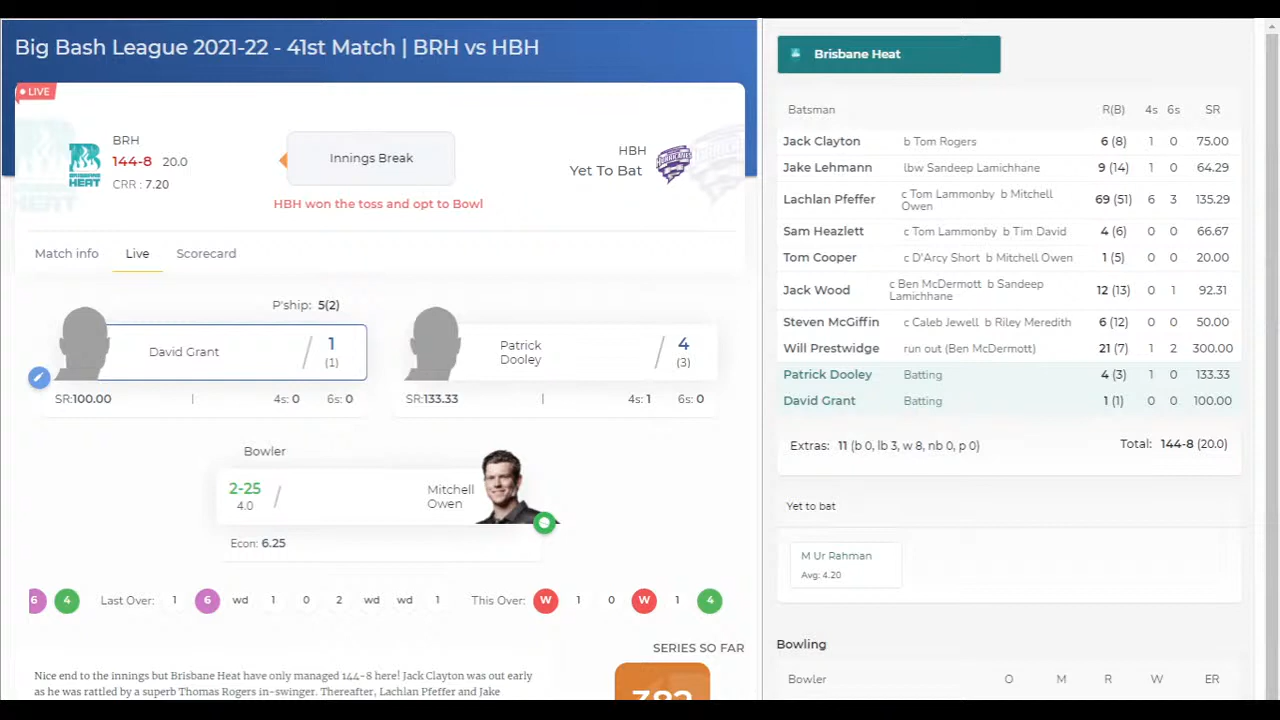 Big Bash League 2021-22 - 41st Match | BRH vs HBH
LIVE
BRH
144-8 20.0
CRR : 7.20
Innings Break
HBH
Yet To Bat
HBH won the toss and opt to Bowl
Match info Live Scorecard
P'ship: 5(2)
David Grant / 1
(1)
SR:100.00 | 4s: 0 6s: 0
Patrick
Dooley / 4
(3)
SR:133.33 | 4s: 1 6s: 0
Bowler
2-25 /
4.0
Mitchell
Owen
Econ: 6.25
6 4 Last Over: 1 6 wd 1 0 2 wd wd 1 This Over: W 1 0 W 1 4
SERIES SO FAR
Nice end to the innings but Brisbane Heat have only managed 144-8 here! Jack Clayton was out early
as he was rattled by a superb Thomas Rogers in-swinger. Thereafter, Lachlan Pfeffer and Jake
382
Brisbane Heat
Batsman R(B) 4s 6s SR
Jack Clayton b Tom Rogers 6 (8) 1 0 75.00
Jake Lehmann lbw Sandeep Lamichhane 9 (14) 1 0 64.29
Lachlan Pfeffer c Tom Lammonby b Mitchell
Owen 69 (51) 6 3 135.29
Sam Heazlett c Tom Lammonby b Tim David 4 (6) 0 0 66.67
Tom Cooper c D'Arcy Short b Mitchell Owen 1 (5) 0 0 20.00
Jack Wood c Ben McDermott b Sandeep
Lamichhane 12 (13) 0 1 92.31
Steven McGiffin c Caleb Jewell b Riley Meredith 6 (12) 0 0 50.00
Will Prestwidge run out (Ben McDermott) 21 (7) 1 2 300.00
Patrick Dooley Batting 4 (3) 1 0 133.33
David Grant Batting 1 (1) 0 0 100.00
Extras: 11 (b 0, lb 3, w 8, nb 0, p 0) Total: 144-8 (20.0)
Yet to bat
M Ur Rahman
Avg: 4.20
Bowling
Bowler O M R W ER